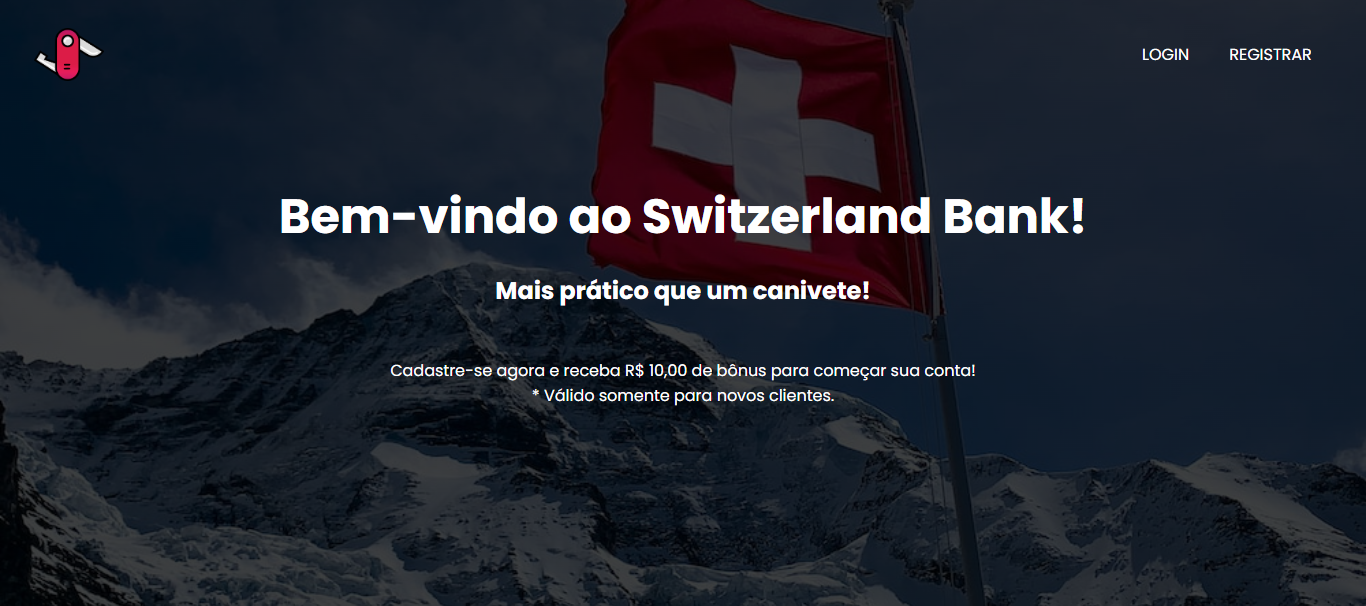 LOGIN REGISTRAR
Bem-vindo ao Switzerland Bank!
Mais prático que um canivete!
Cadastre-se agora e receba R$ 10,00 de bônus para começar sua conta!
* Válido somente para novos clientes.